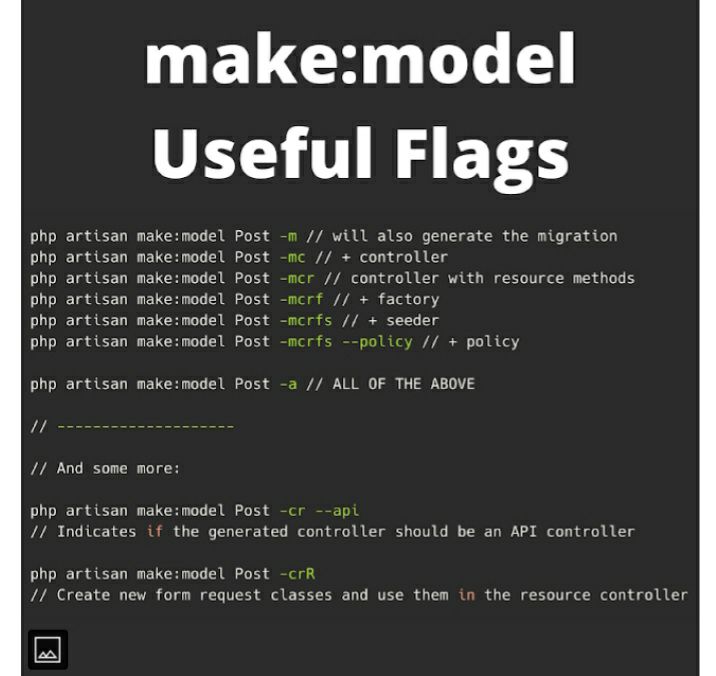 make:model
Useful Flags
php artisan make:model Post -m // will also generate the migration
php artisan make:model Post -mc // + controller
php artisan make:model Post -mcr // controller with resource methods
php artisan make:model Post -mcrf // + factory
php artisan make:model Post -mcrfs // + seeder
php artisan make:model Post -mcrfs --policy // + policy
php artisan make:model Post -a // ALL OF THE ABOVE
// --------------------
// And some more:
php artisan make:model Post -cr --api
// Indicates if the generated controller should be an API controller
php artisan make:model Post -crR
// Create new form request classes and use them in the resource controller